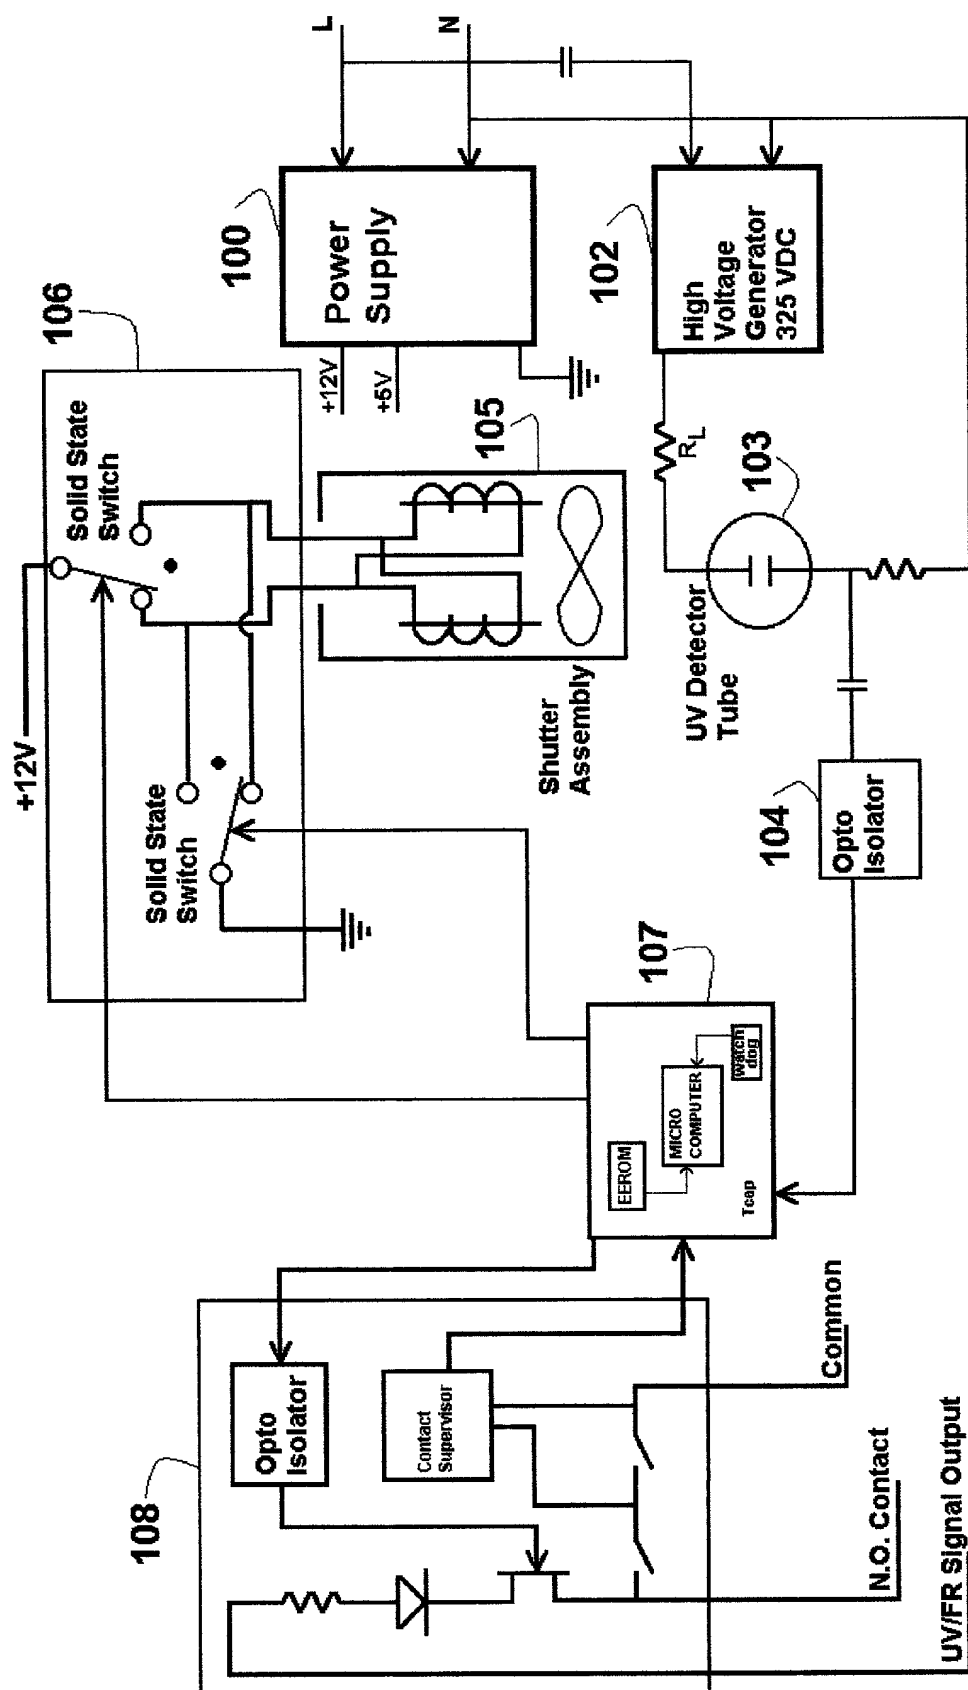 108
Opto
Isolator
Contact
Supervisor
Common
N.O. Contact
UV/FR Signal Output
107
EEROM
MICRO
COMPUTER
watch
dog
Tcap
+12V
Solid State
Switch
Solid State
Switch
106
Shutter
Assembly
105
UV Detector
Tube
103
104
Opto
Isolator
100
Power
Supply
+12V
+5V
L
N
102
High
Voltage
Generator
325 VDC
RL